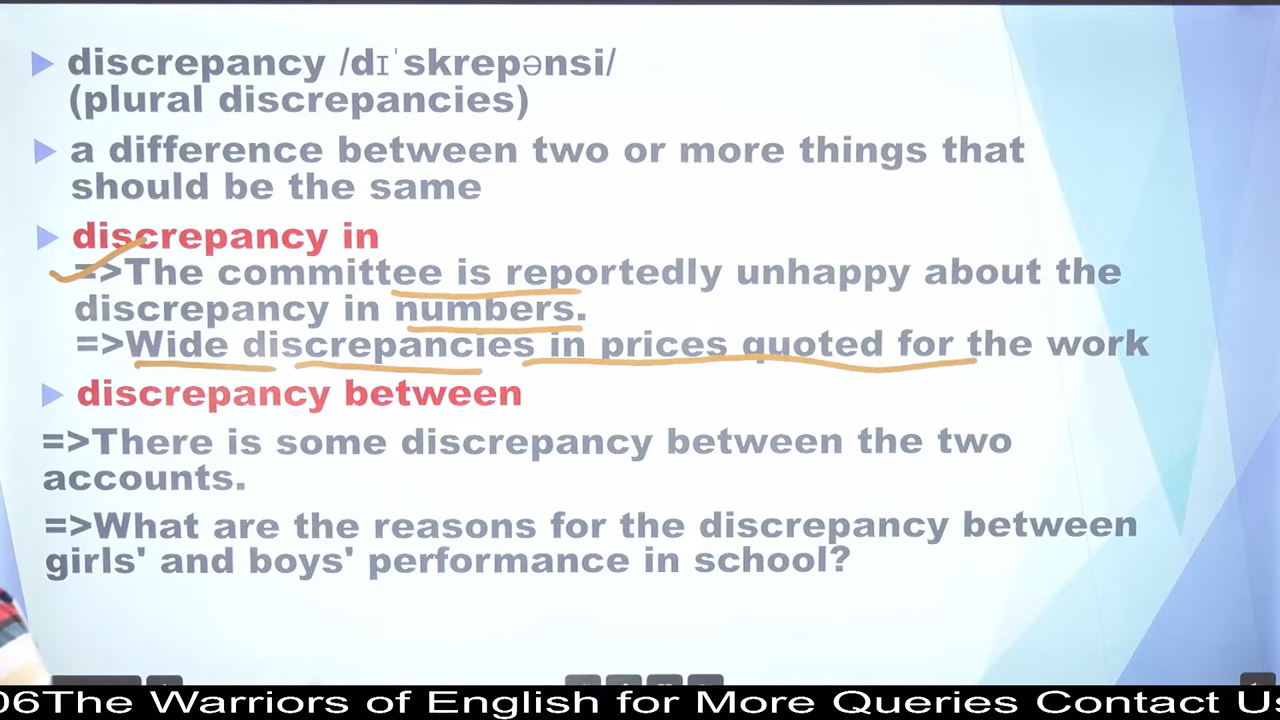 discrepancy /dɪˈskrepənsi/
(plural discrepancies)
a difference between two or more things that
should be the same
discrepancy in
=>The committee is reportedly unhappy about the
discrepancy in numbers.
=>Wide discrepancies in prices quoted for the work
discrepancy between
=>There is some discrepancy between the two
accounts.
=>What are the reasons for the discrepancy between
girls' and boys' performance in school?
06The Warriors of English for More Queries Contact Us